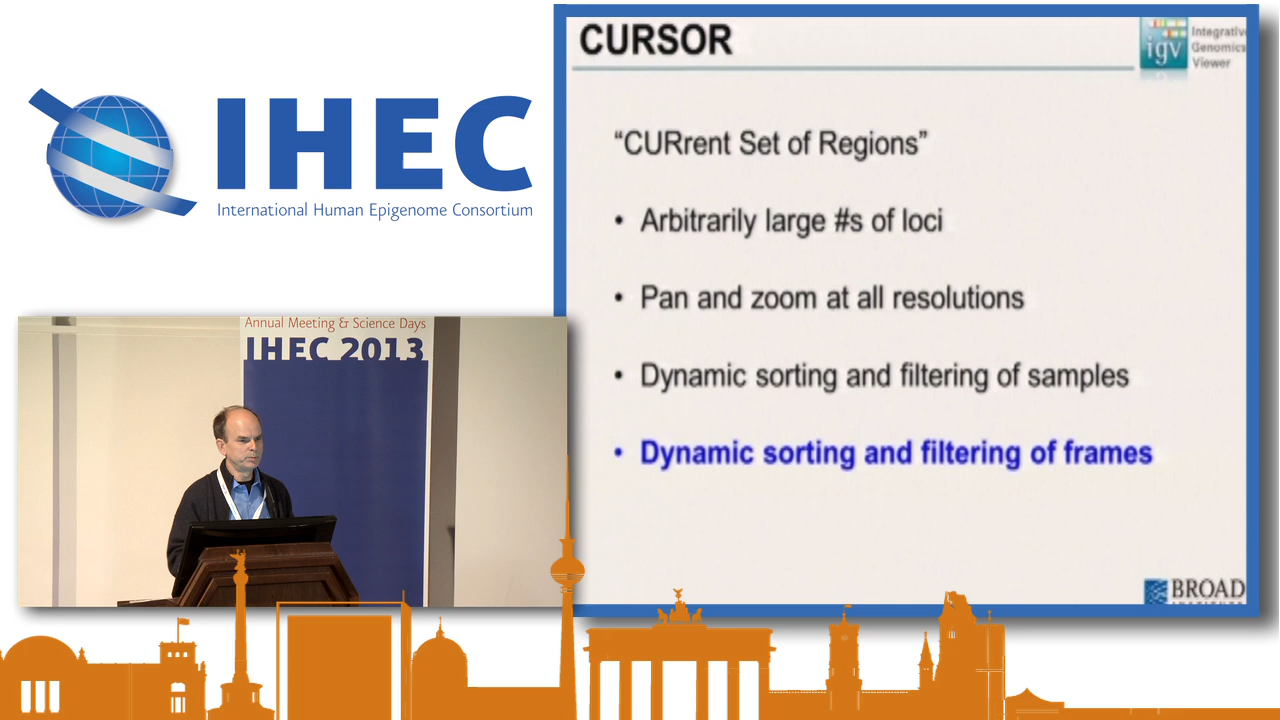 IHEC
International Human Epigenome Consortium
Annual Meeting & Science Days
IHEC 2013
CURSOR
igv
Integrative
Genomics
Viewer
“CURrent Set of Regions”
• Arbitrarily large #s of loci
• Pan and zoom at all resolutions
• Dynamic sorting and filtering of samples
• Dynamic sorting and filtering of frames
BROAD